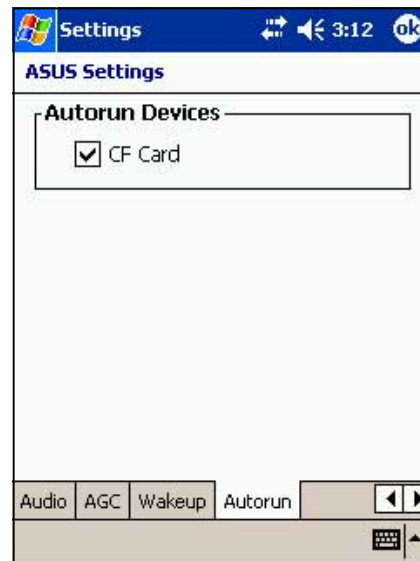 Settings 3:12 ok
ASUS Settings
Autorun Devices
CF Card
Audio AGC Wakeup Autorun